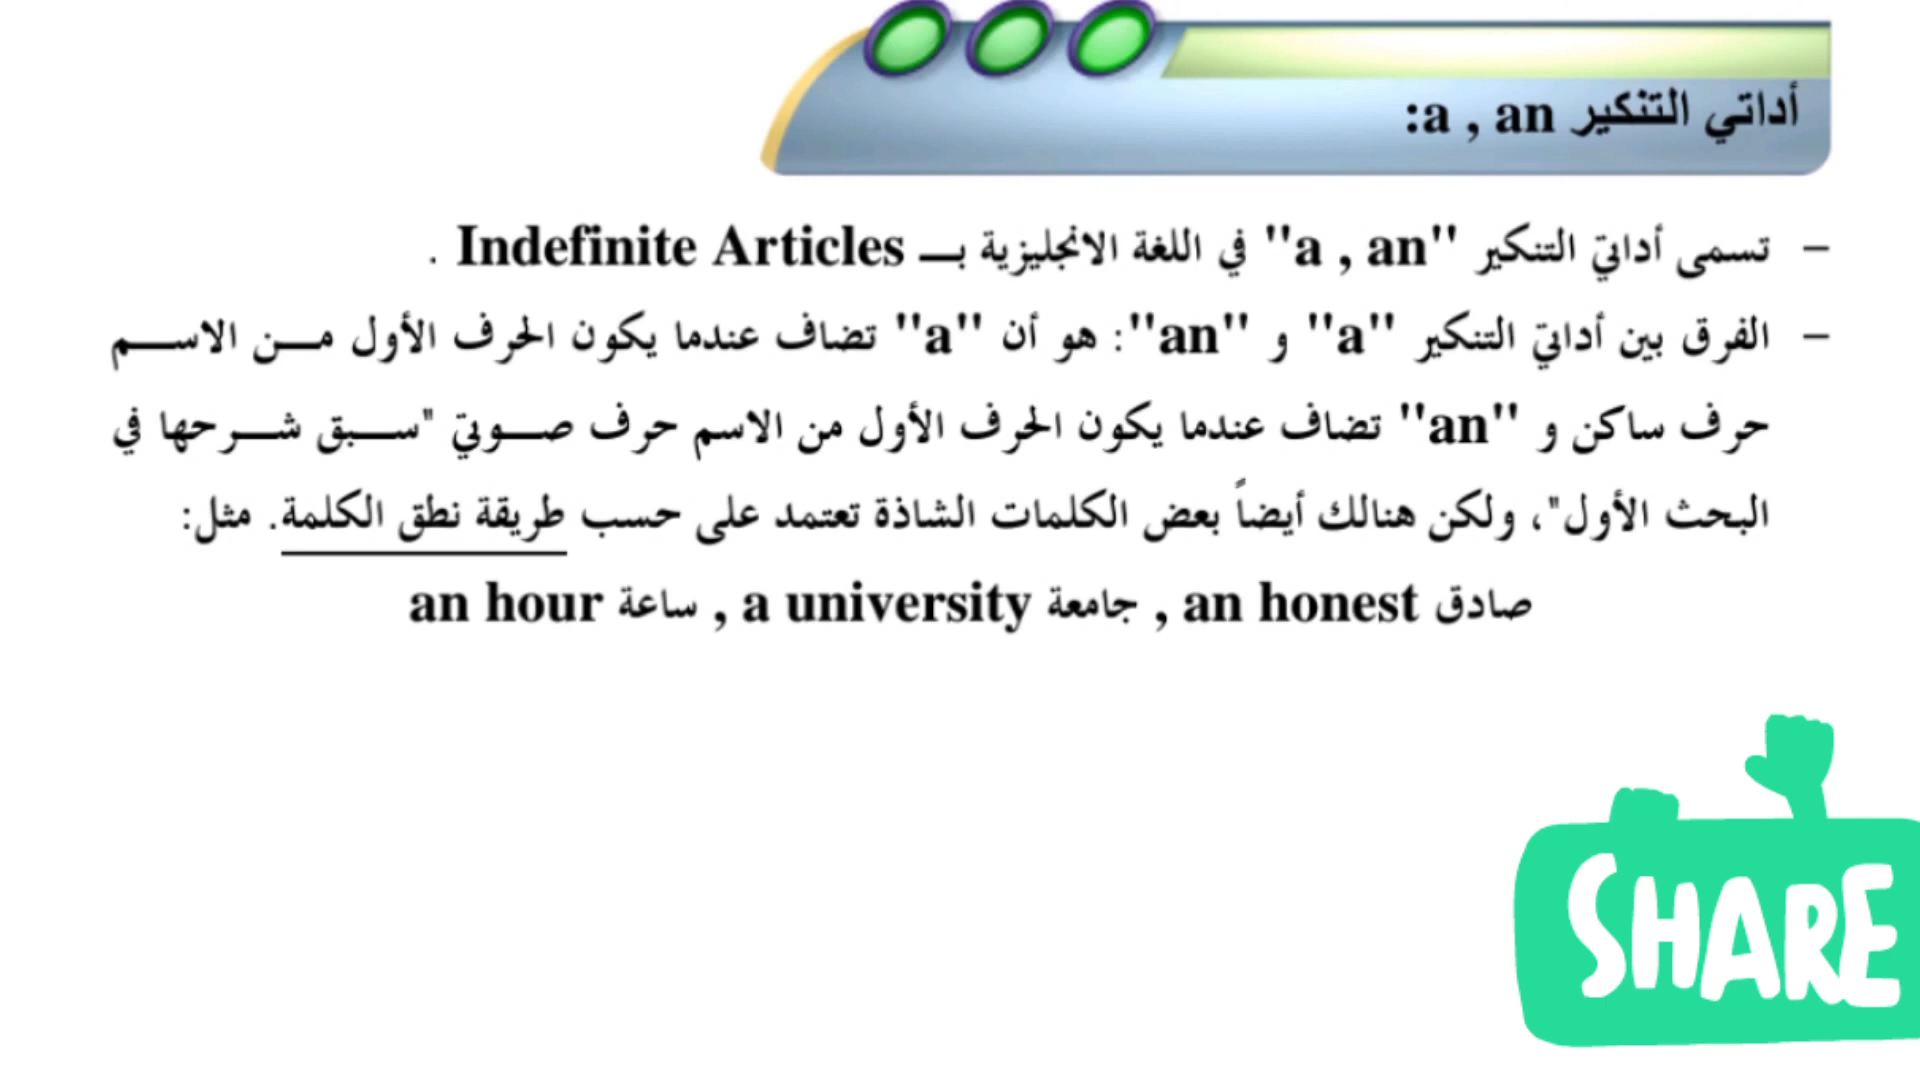 أداتي التنكير a , an:
– تسمى أداتيّ التنكير "a , an" في اللغة الانجليزية بـ Indefinite Articles .
– الفرق بين أداتيّ التنكير "a" و "an": هو أن "a" تضاف عندما يكون الحرف الأول من الاسم
حرف ساكن و "an" تضاف عندما يكون الحرف الأول من الاسم حرف صوتيّ "سبق شرحها في
البحث الأول"، ولكن هنالك أيضاً بعض الكلمات الشاذة تعتمد على حسب طريقة نطق الكلمة. مثل:
an hour ساعة , a university جامعة , an honest صادق
SHARE